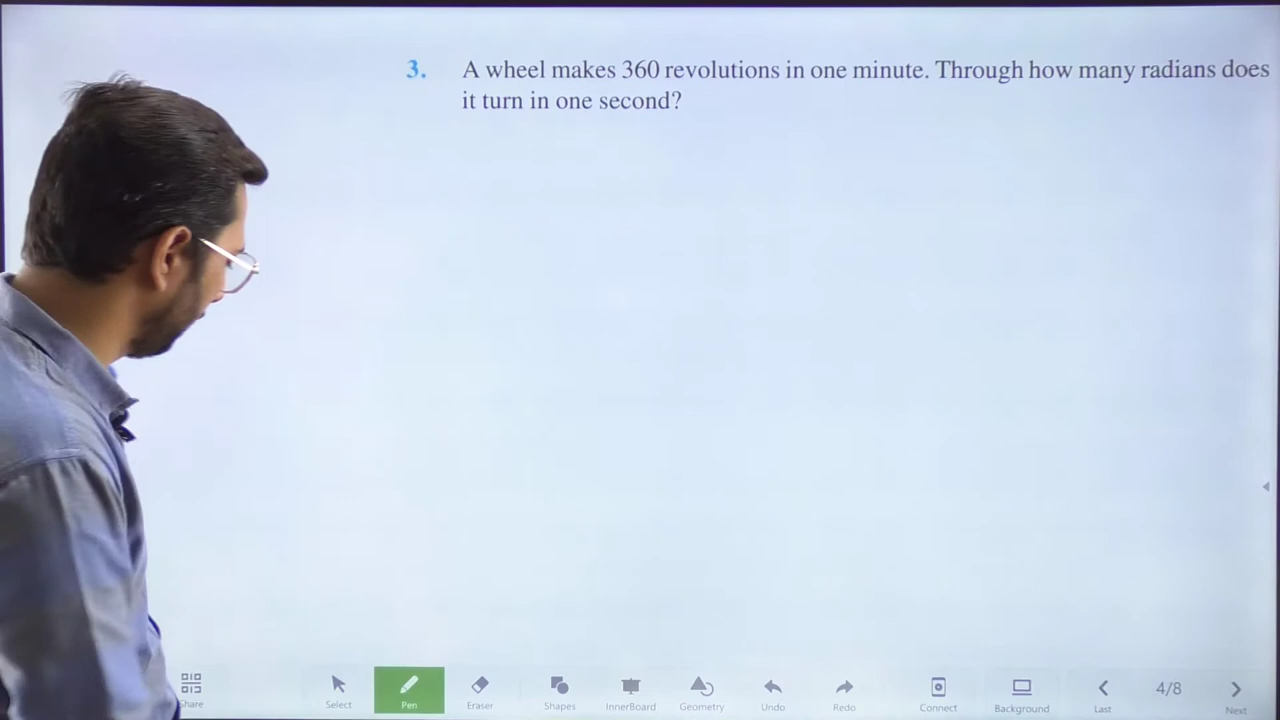 3. A wheel makes 360 revolutions in one minute. Through how many radians does
it turn in one second?
Share
Select
Pen
Eraser
Shapes
InnerBoard
Geometry
Undo
Redo
Connect
Background
Last
4/8
Next